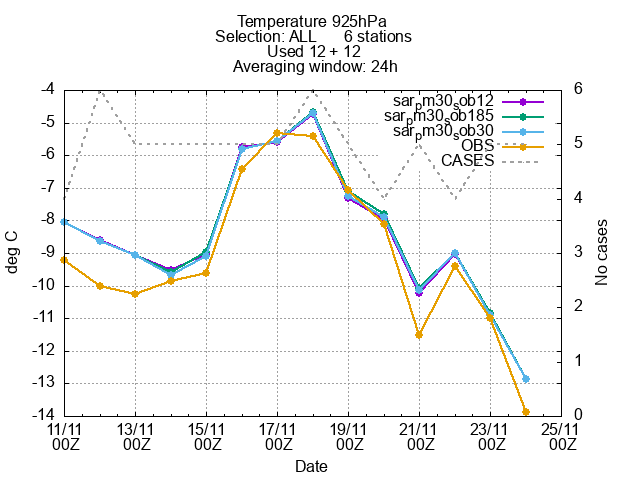 Temperature 925hPa
Selection: ALL 6 stations
Used 12 + 12
Averaging window: 24h
sar_pm30_sob12
sar_pm30_sob185
sar_pm30_sob30
OBS
CASES
deg C
-4
-5
-6
-7
-8
-9
-10
-11
-12
-13
-14
No cases
6
5
4
3
2
1
0
11/11 13/11 15/11 17/11 19/11 21/11 23/11 25/11
00Z 00Z 00Z 00Z 00Z 00Z 00Z 00Z
Date